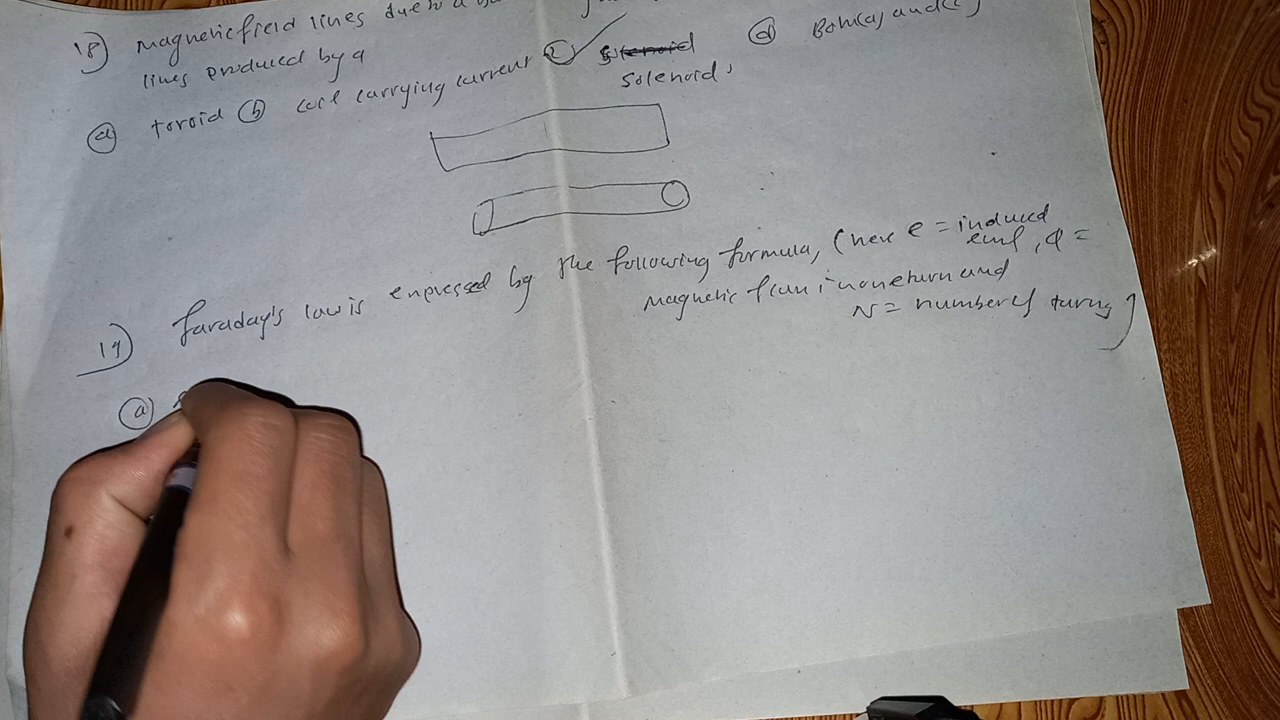 18) magnetic field lines due to a
lines produced by a
(a) toroid (b) coil carrying current (c) solenoid. (d) Both (a) and (c)
19) faraday's law is expressed by the following formula, (here e = induced
emf, φ =
magnetic flux in one turn and
N = number of turns)
(a)